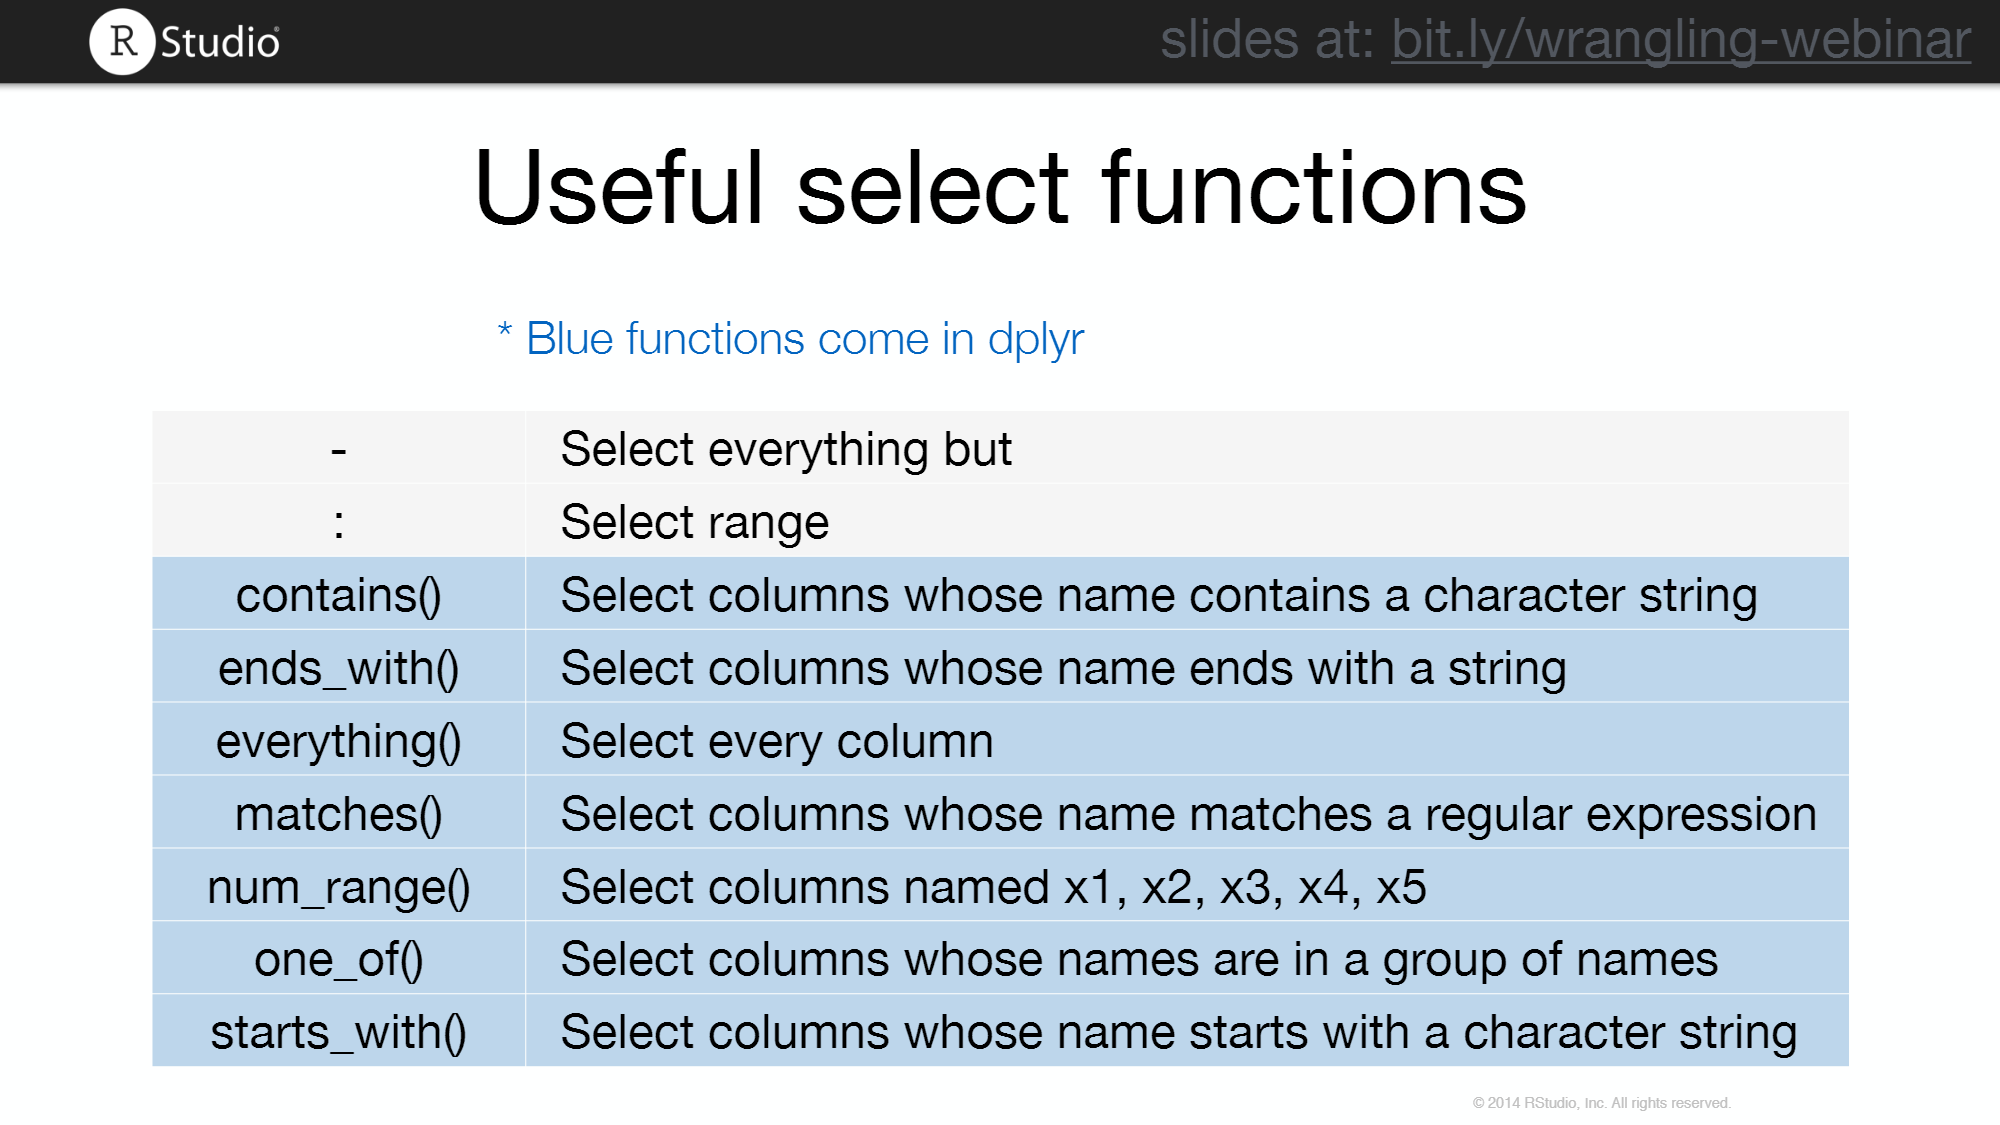 R Studio® slides at: bit.ly/wrangling-webinar
Useful select functions
* Blue functions come in dplyr
- Select everything but
: Select range
contains() Select columns whose name contains a character string
ends_with() Select columns whose name ends with a string
everything() Select every column
matches() Select columns whose name matches a regular expression
num_range() Select columns named x1, x2, x3, x4, x5
one_of() Select columns whose names are in a group of names
starts_with() Select columns whose name starts with a character string
© 2014 RStudio, Inc. All rights reserved.